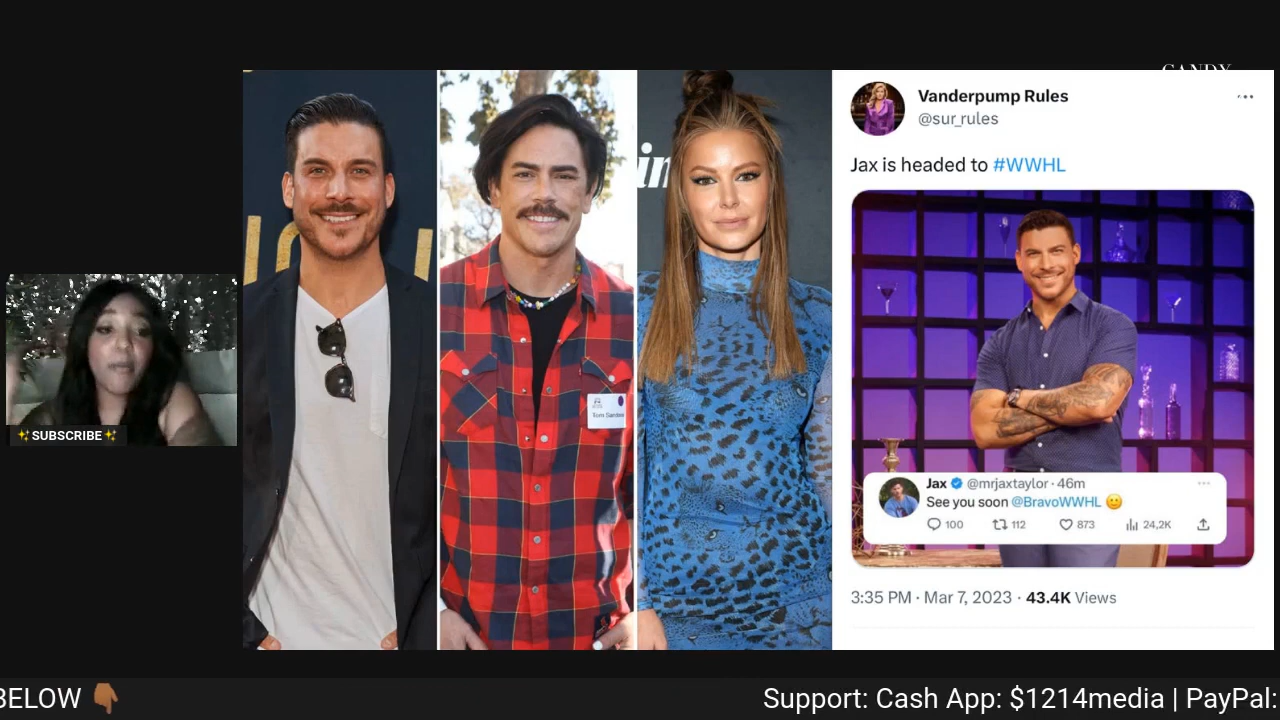 Vanderpump Rules
@sur_rules
Jax is headed to #WWHL
Jax @mrjaxtaylor · 46m
See you soon @BravoWWHL 🙂
100 112 873 24,2K
3:35 PM · Mar 7, 2023 · 43.4K Views
✨SUBSCRIBE✨
BELOW 👇🏾
Support: Cash App: $1214media | PayPal: